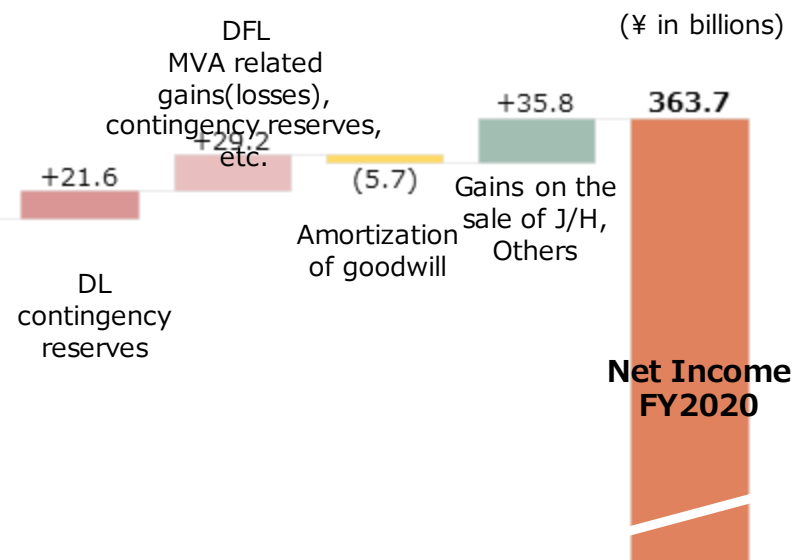 (¥ in billions)
DFL
MVA related
gains(losses),
contingency reserves,
etc.
+29.2
+21.6
DL
contingency
reserves
(5.7)
Amortization
of goodwill
+35.8
Gains on the
sale of J/H,
Others
363.7
Net Income
FY2020